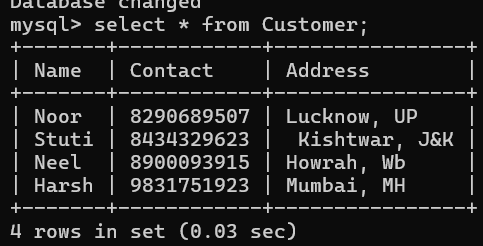 Database changed
mysql> select * from Customer;
+-------+------------+---------------+
| Name  | Contact    | Address       |
+-------+------------+---------------+
| Noor  | 8290689507 | Lucknow, UP   |
| Stuti | 8434329623 |  Kishtwar, J&K |
| Neel  | 8900093915 | Howrah, Wb    |
| Harsh | 9831751923 | Mumbai, MH    |
+-------+------------+---------------+
4 rows in set (0.03 sec)